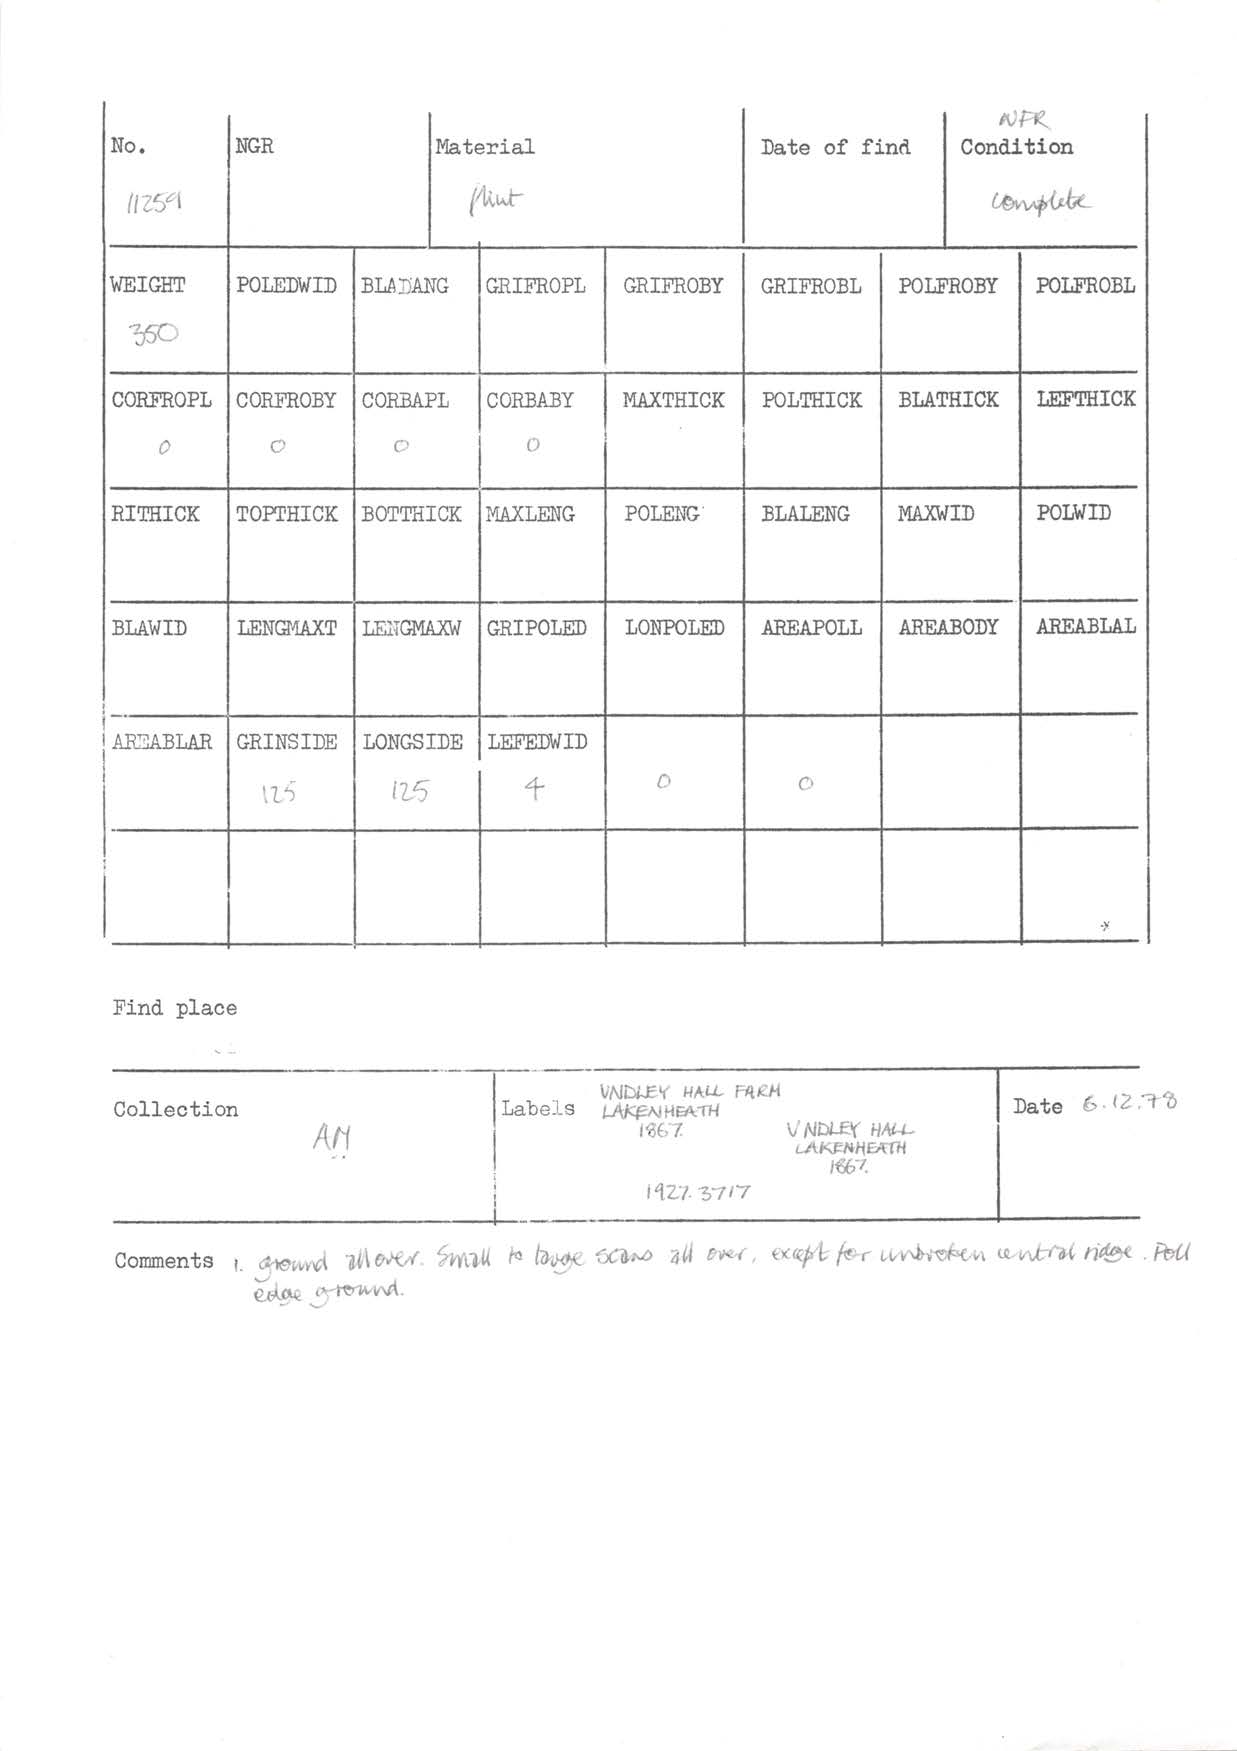 NFR
No. NGR Material Date of find Condition
11259 flint complete
WEIGHT POLEDWID BLADANG GRIFROPL GRIFROBY GRIFROBL POLFROBY POLFROBL
350
CORFROPL CORFROBY CORBAPL CORBABY MAXTHICK POLTHICK BLATHICK LEFTHICK
0 0 0 0
RITHICK TOPTHICK BOTTHICK MAXLENG POLENG BLALENG MAXWID POLWID
BLAWID LENGMAXT LENGMAXW GRIPOLED LONPOLED AREAPOLL AREABODY AREABLAL
AREABLAR GRINSIDE LONGSIDE LEFEDWID
125 125 4 0 0
Find place
Collection AM
Labels UNDLEY HALL FARM
LAKENHEATH
1867.
UNDLEY HALL
LAKENHEATH
1867.
1927.3717
Date 6.12.78
Comments 1. ground all over. Small to large scars all over, except for unbroken central ridge. Poll
edge ground.